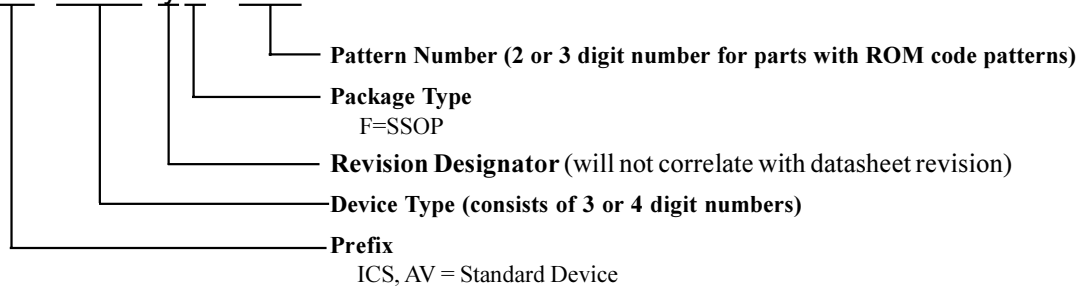 Pattern Number (2 or 3 digit number for parts with ROM code patterns)
Package Type
F=SSOP
Revision Designator (will not correlate with datasheet revision)
Device Type (consists of 3 or 4 digit numbers)
Prefix
ICS, AV = Standard Device